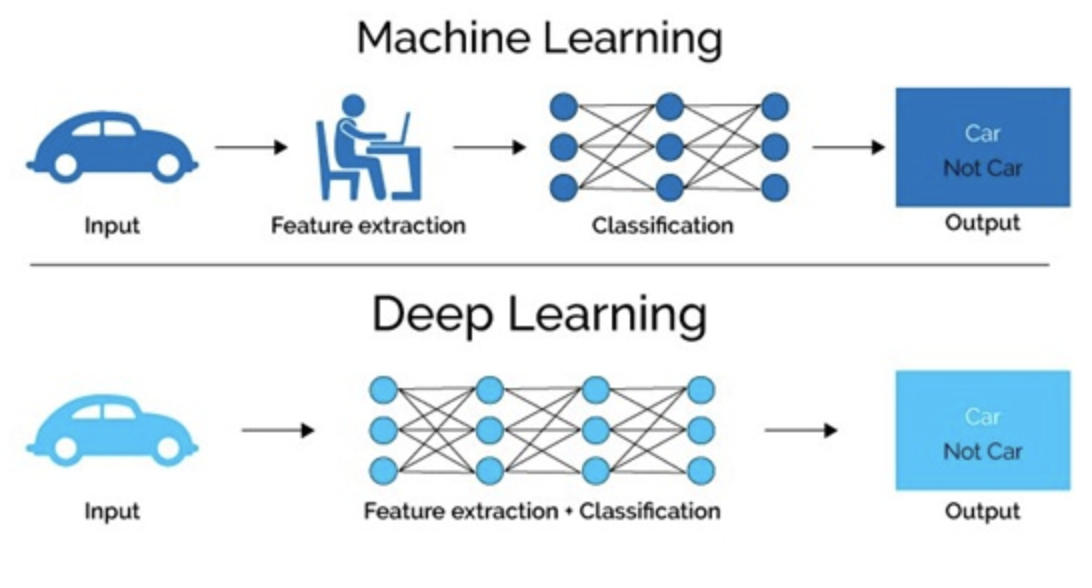 Machine Learning
Car
Not Car
Input
Feature extraction
Classification
Output
Deep Learning
Car
Not Car
Input
Feature extraction + Classification
Output